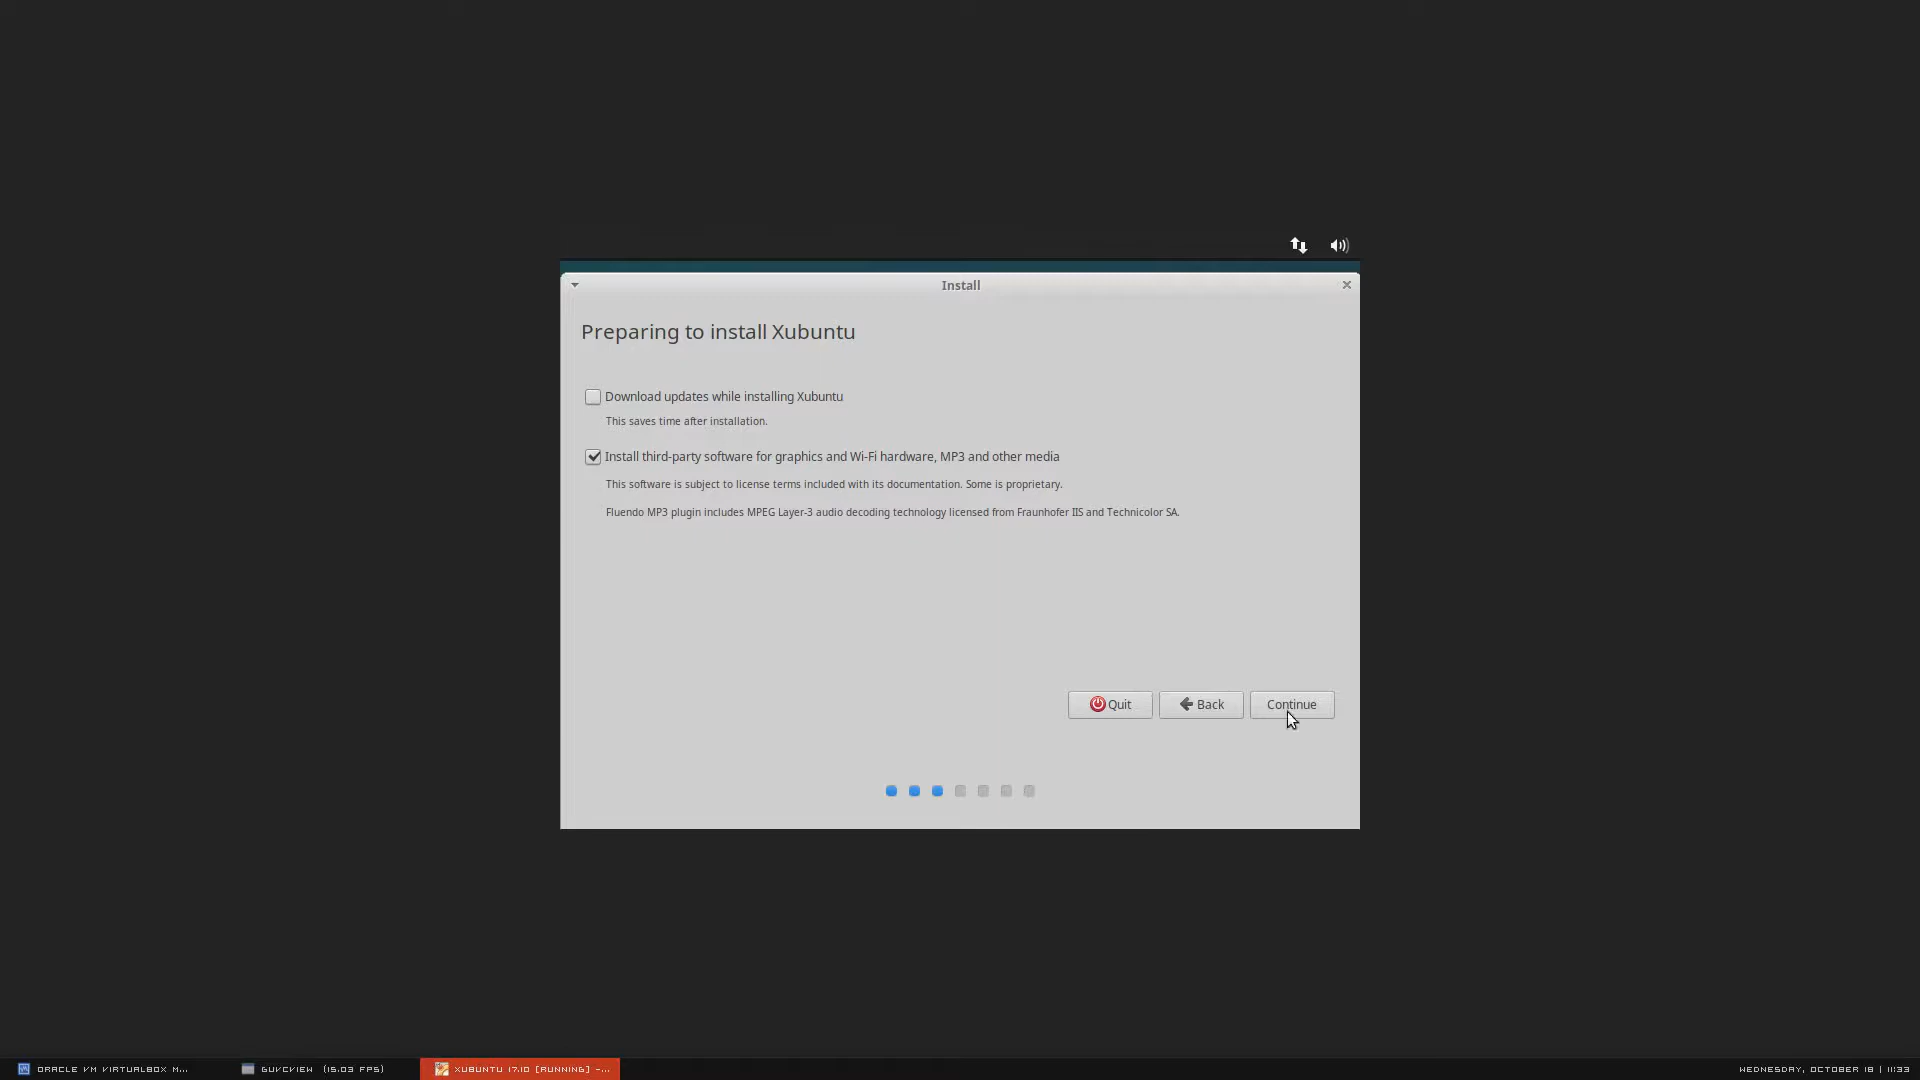 Install
Preparing to install Xubuntu
Download updates while installing Xubuntu
This saves time after installation.
Install third-party software for graphics and Wi-Fi hardware, MP3 and other media
This software is subject to license terms included with its documentation. Some is proprietary.
Fluendo MP3 plugin includes MPEG Layer-3 audio decoding technology licensed from Fraunhofer IIS and Technicolor SA.
Quit Back Continue
ORACLE VM VIRTUALBOX M... GUVCVIEW (15.03 FPS) XUBUNTU 17.10 [RUNNING] -... WEDNESDAY, OCTOBER 18 | 11:33